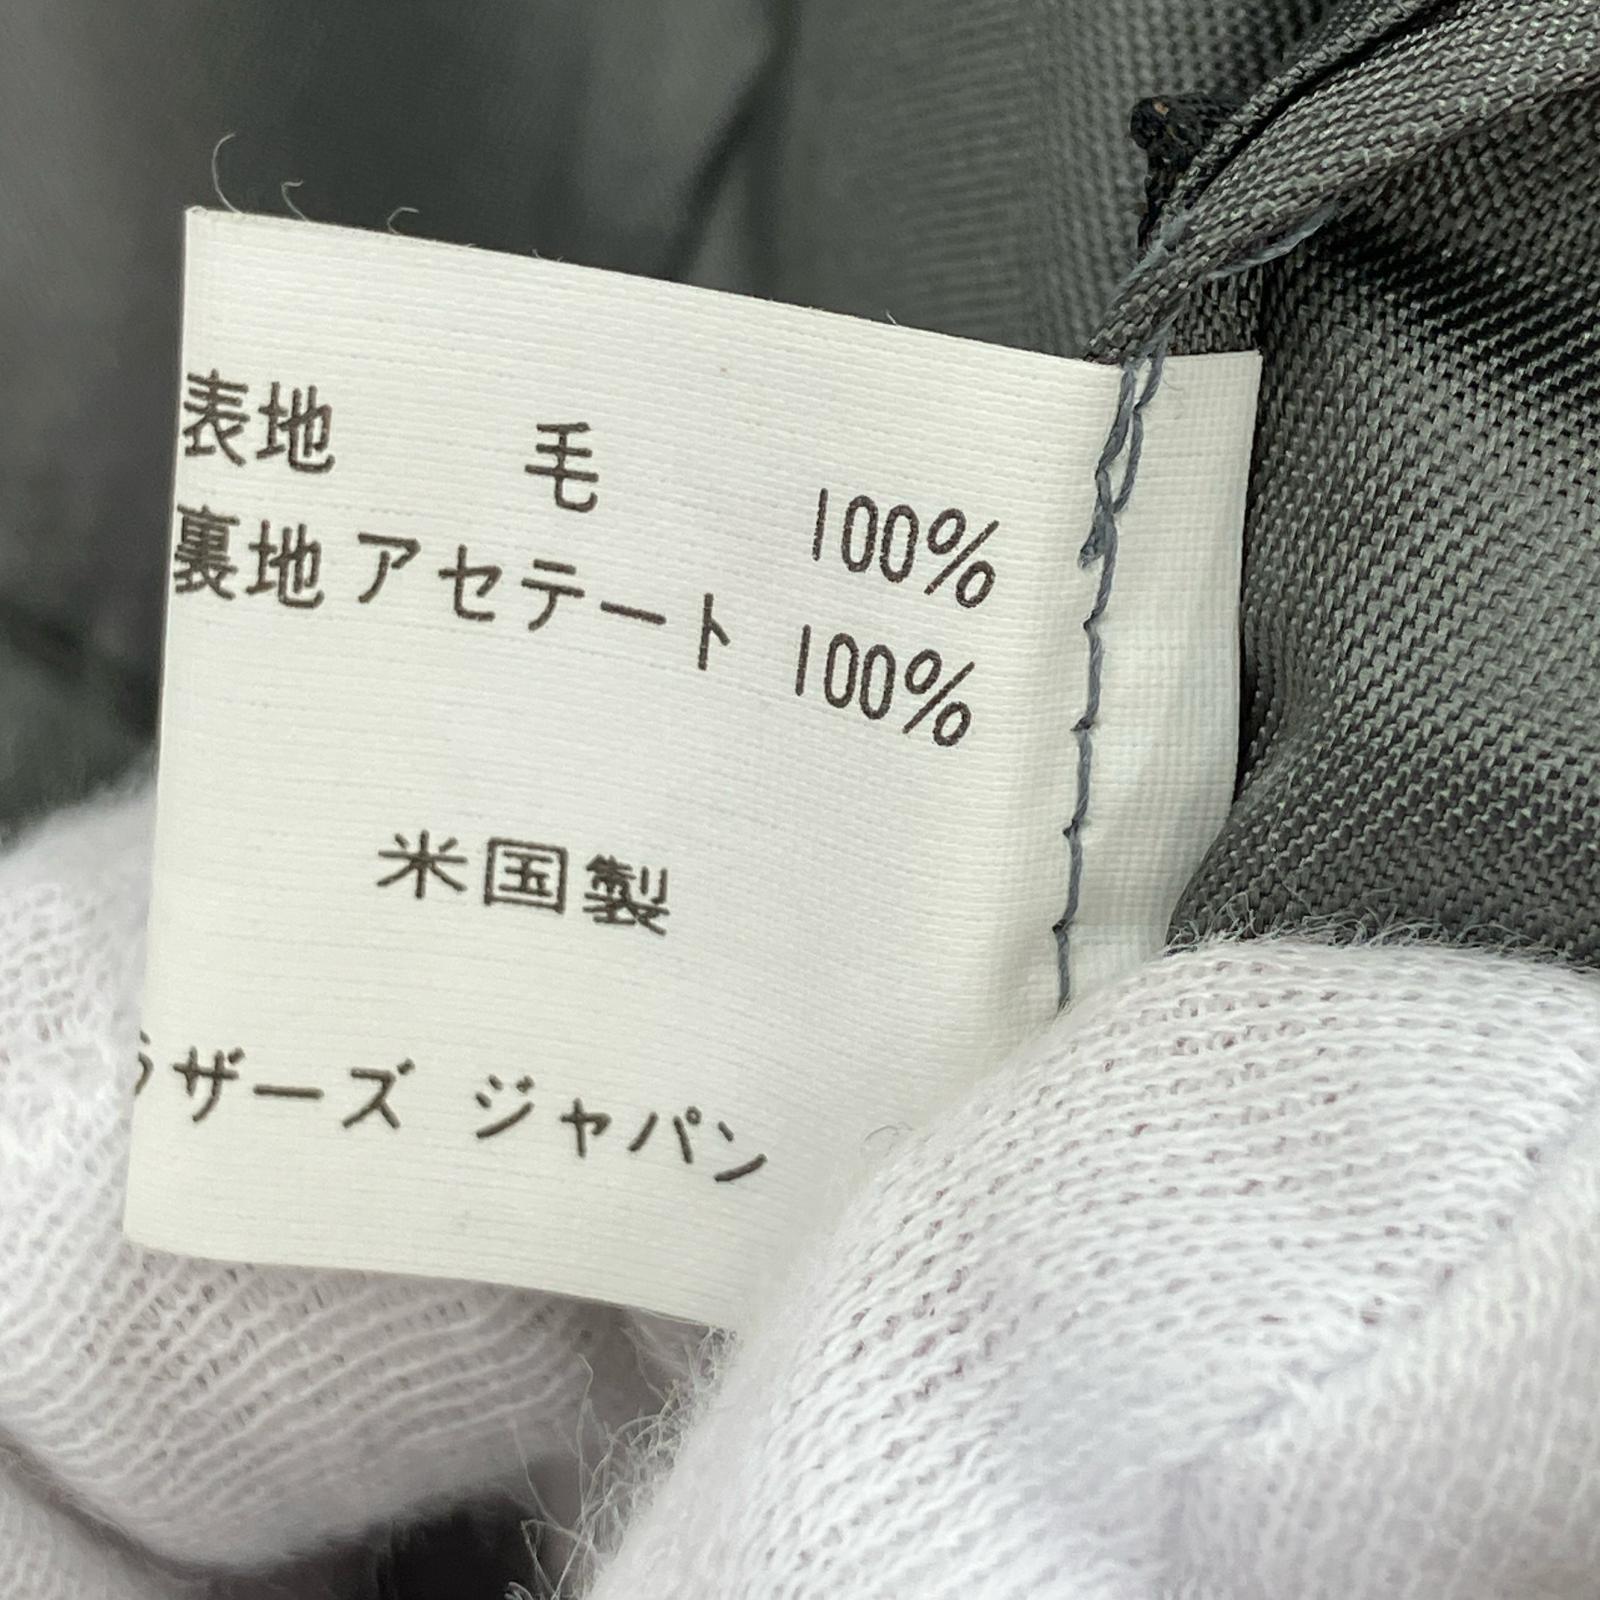 表地 毛 100%
裏地 アセテート 100%
米国製
ラザーズ ジャパン